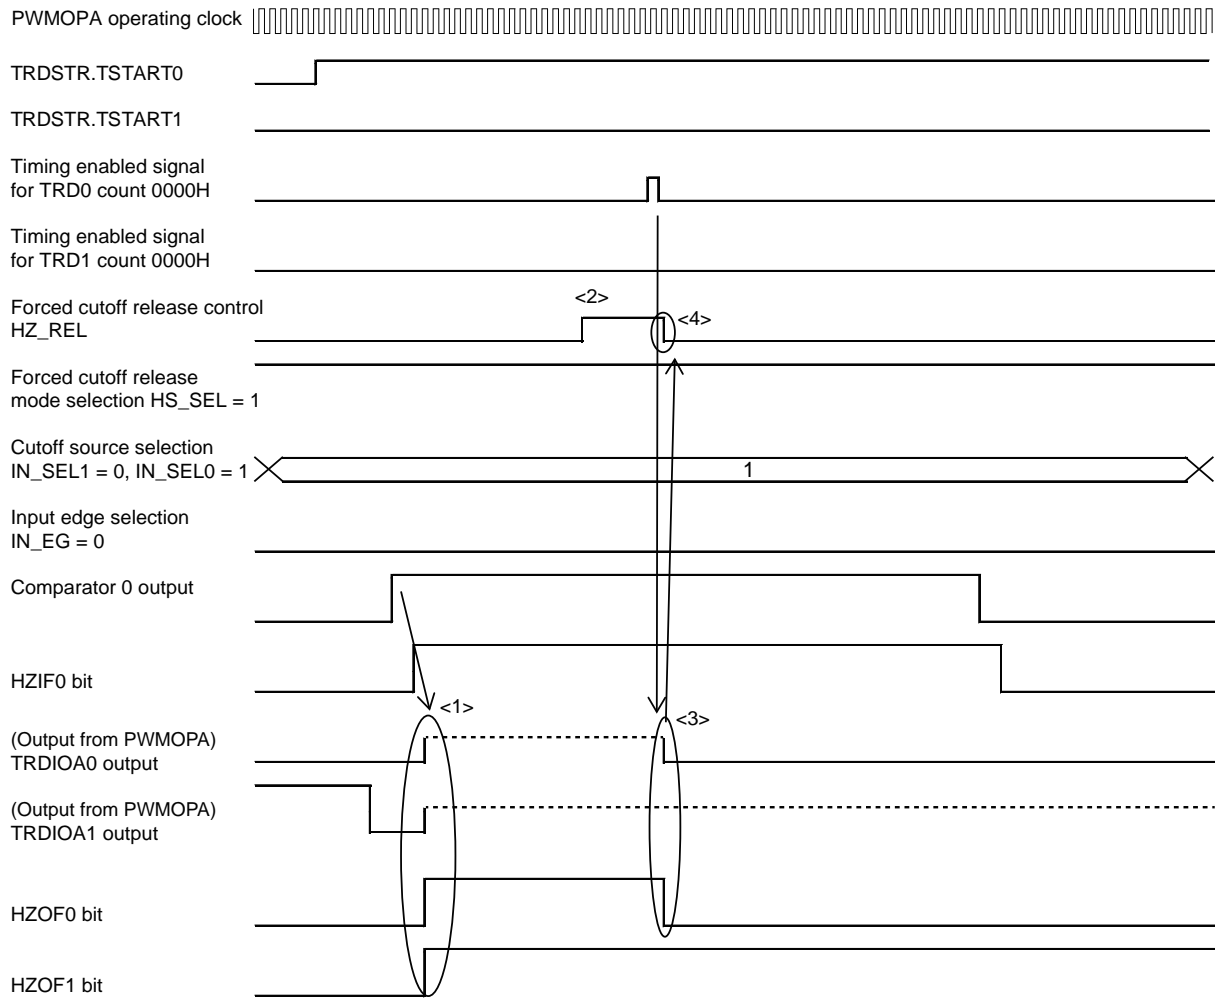 PWMOPA operating clock
TRDSTR.TSTART0
TRDSTR.TSTART1
Timing enabled signal
for TRD0 count 0000H
Timing enabled signal
for TRD1 count 0000H
Forced cutoff release control
HZ_REL
<2>
<4>
Forced cutoff release
mode selection HS_SEL = 1
Cutoff source selection
IN_SEL1 = 0, IN_SEL0 = 1
1
Input edge selection
IN_EG = 0
Comparator 0 output
HZIF0 bit
<1>
<3>
(Output from PWMOPA)
TRDIOA0 output
(Output from PWMOPA)
TRDIOA1 output
HZOF0 bit
HZOF1 bit